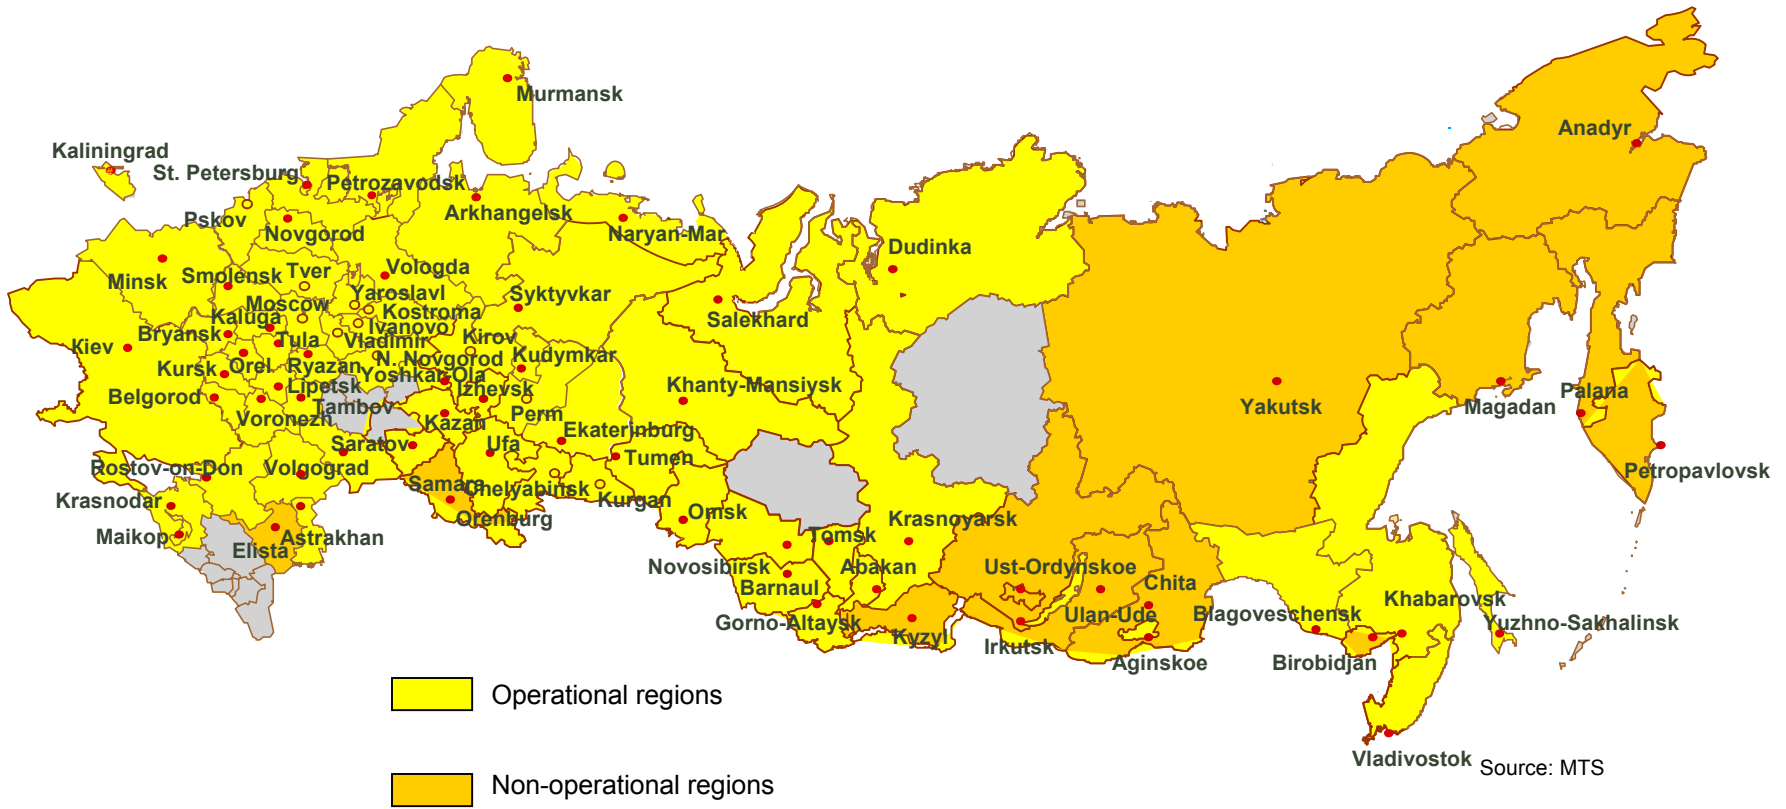 Murmansk
Anadyr
Kaliningrad
St. Petersburg
Petrozavodsk
Arkhangelsk
Pskov
Novgorod
Naryan-Mar
Dudinka
Minsk
Smolensk
Tver
Vologda
Yaroslavl
Syktyvkar
Moscow
Kostroma
Kaluga
Ivanovo
Salekhard
Bryansk
Tula
Vladimir
Kirov
Kiev
Kursk
Orel
Ryazan
N. Novgorod
Kudymkar
Yoshkar-Ola
Lipetsk
Izhevsk
Khanty-Mansiysk
Belgorod
Tambov
Voronezh
Kazan
Perm
Yakutsk
Magadan
Palana
Saratov
Ufa
Ekaterinburg
Tumen
Rostov-on-Don
Volgograd
Samara
Chelyabinsk
Kurgan
Petropavlovsk
Krasnodar
Orenburg
Omsk
Krasnoyarsk
Maikop
Elista
Astrakhan
Tomsk
Novosibirsk
Abakan
Ust-Ordynskoe
Barnaul
Chita
Gorno-Altaysk
Kyzyl
Ulan-Ude
Blagoveschensk
Khabarovsk
Yuzhno-Sakhalinsk
Irkutsk
Aginskoe
Birobidjan
Operational regions
Vladivostok
Source: MTS
Non-operational regions